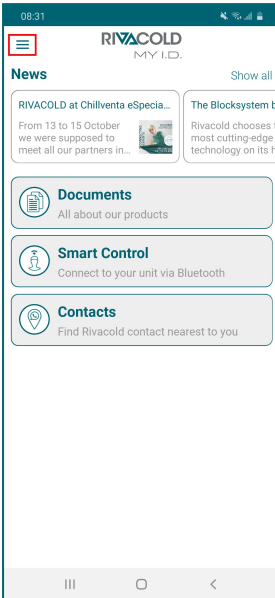 08:31
RIVACOLD
MY I.D.
News
Show all
RIVACOLD at Chillventa eSpecia...
From 13 to 15 October
we were supposed to
meet all our partners in...
The Blocksystem b
Rivacold chooses t
most cutting-edge
technology on its h
Documents
All about our products
Smart Control
Connect to your unit via Bluetooth
Contacts
Find Rivacold contact nearest to you